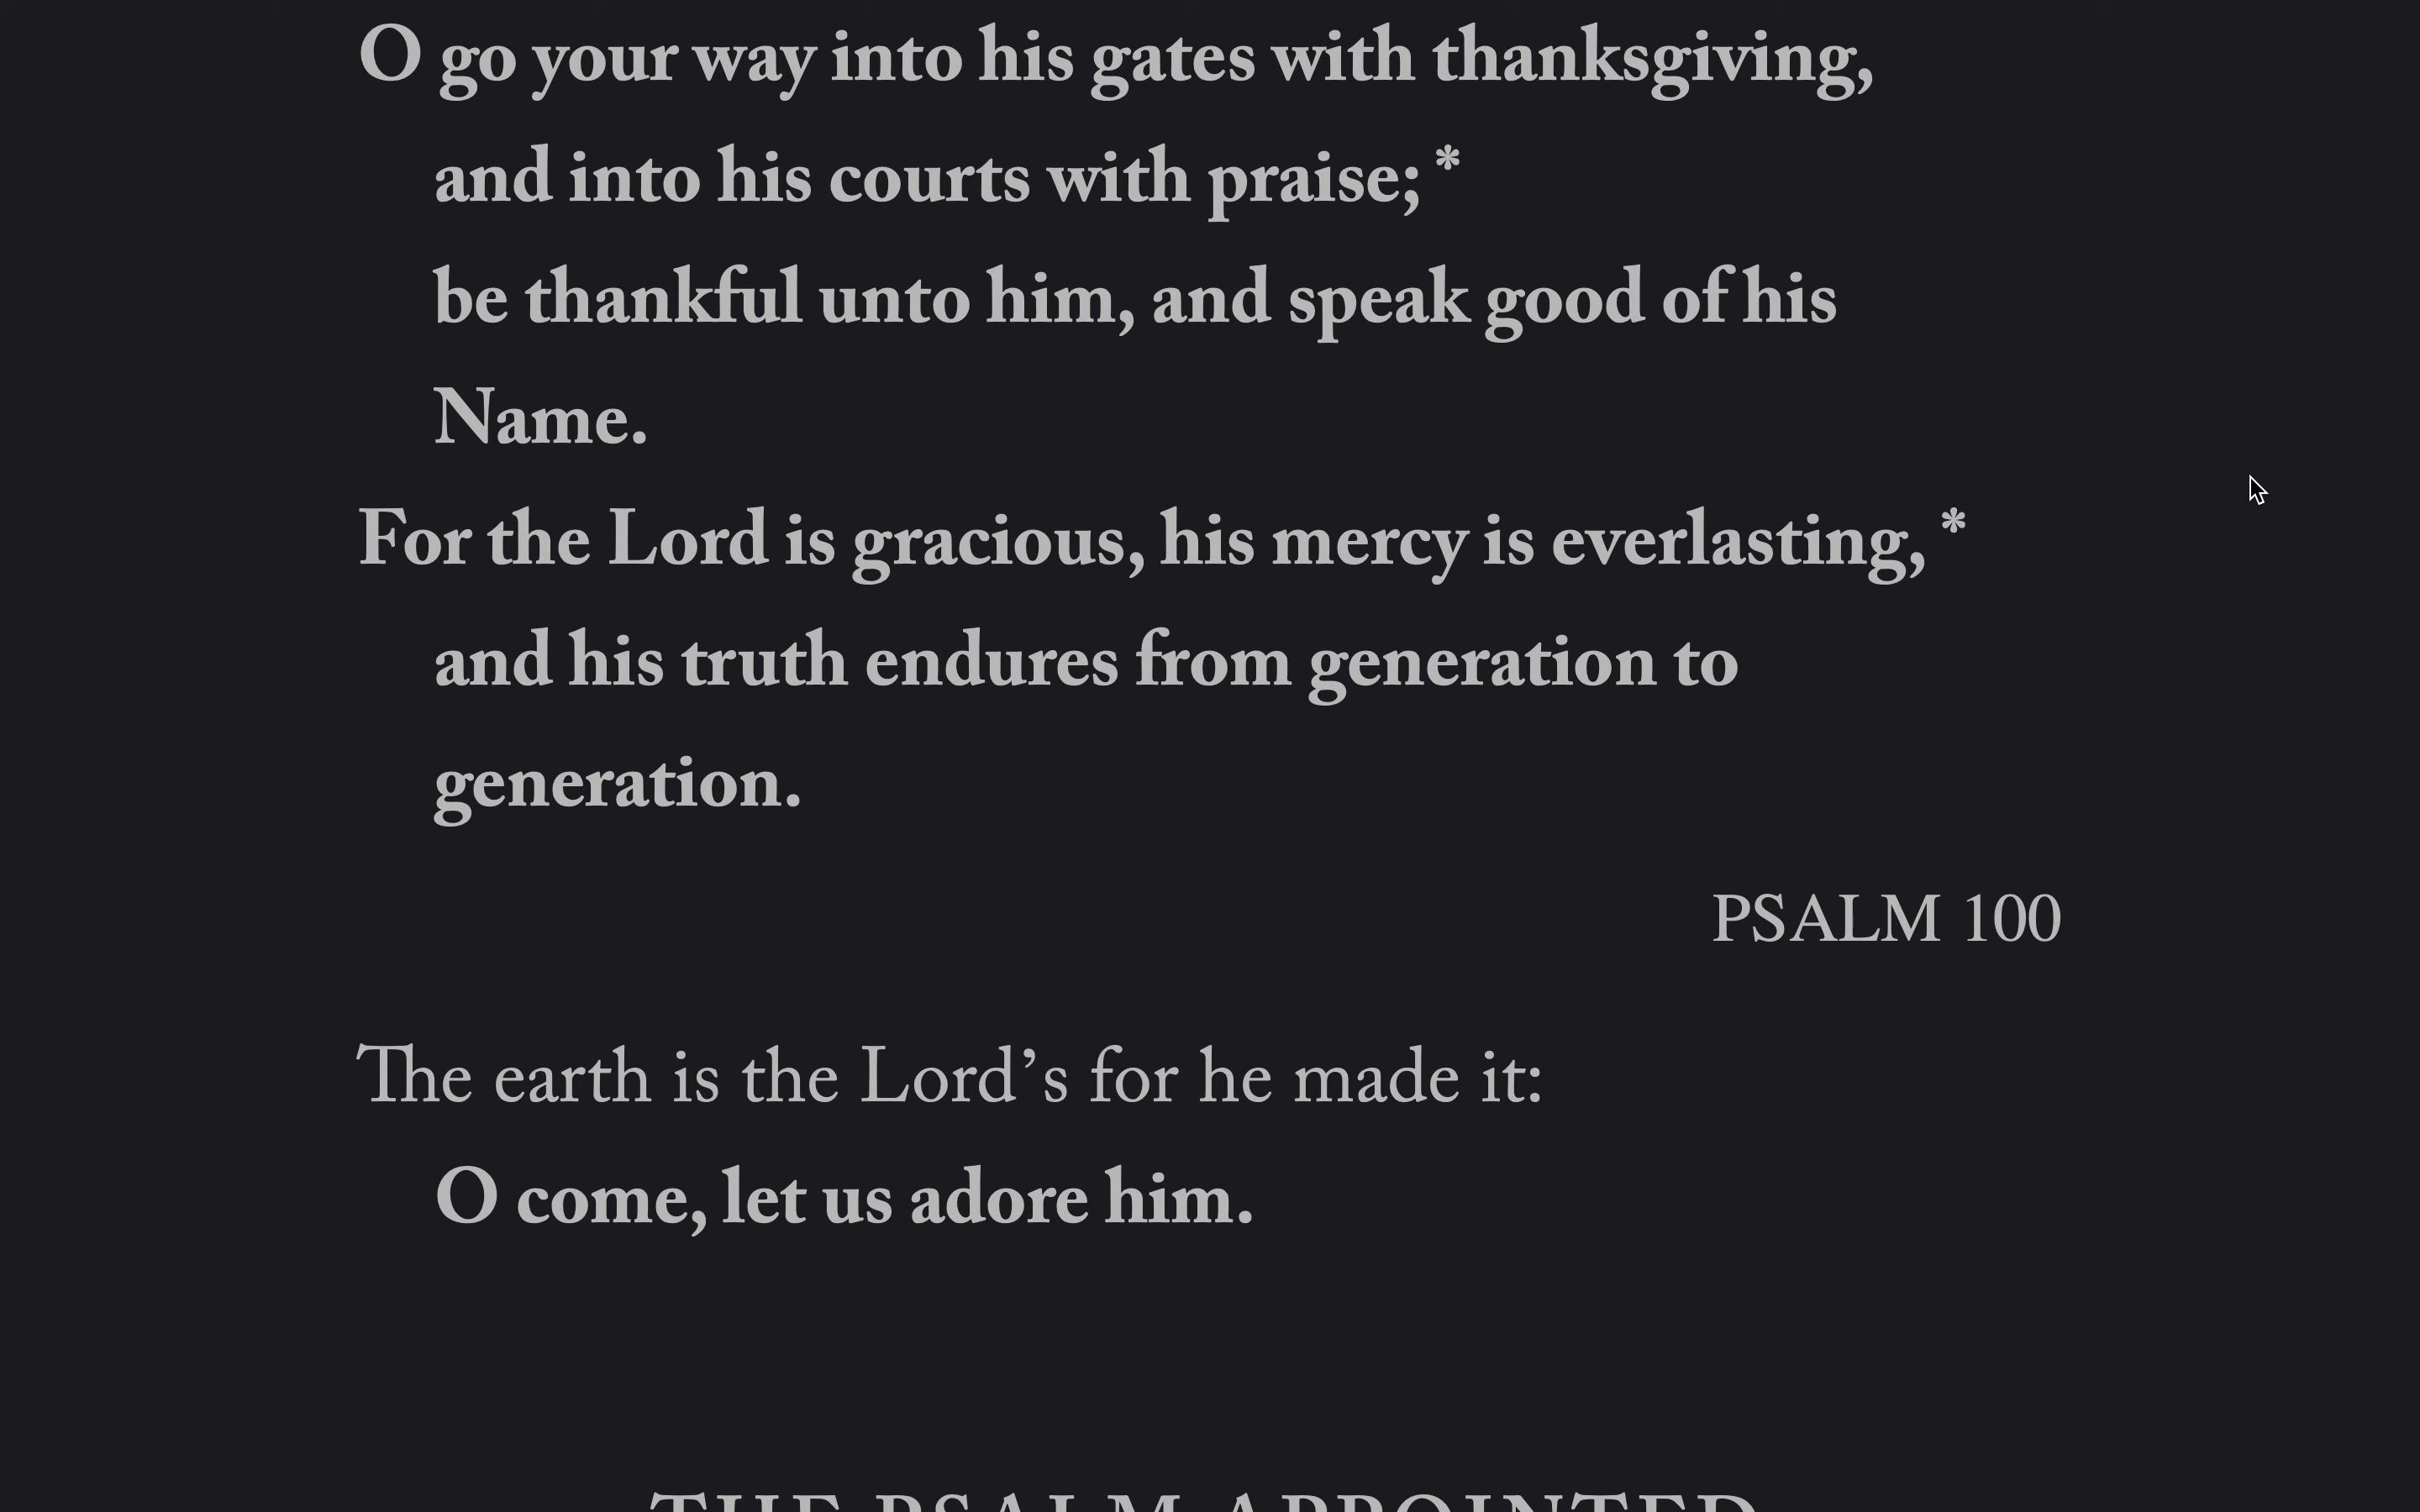 O go your way into his gates with thanksgiving,
and into his courts with praise; *
be thankful unto him, and speak good of his
Name.
For the Lord is gracious, his mercy is everlasting, *
and his truth endures from generation to
generation.
PSALM 100
The earth is the Lord’s for he made it:
O come, let us adore him.
THE PSALM APPOINTED